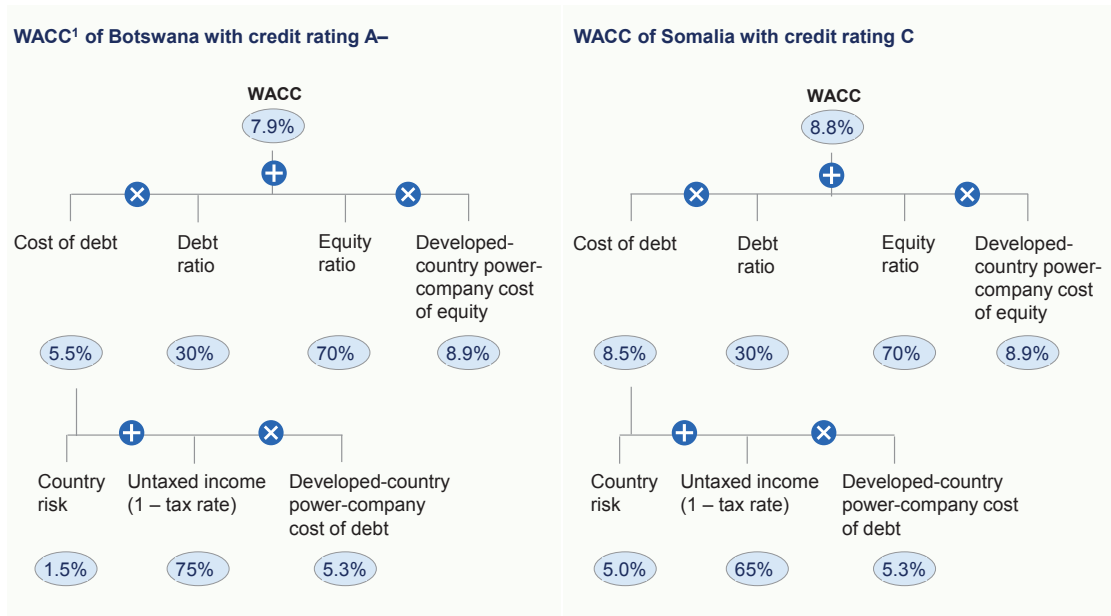 WACC¹ of Botswana with credit rating A–
WACC
7.9%
Cost of debt
Debt
ratio
Equity
ratio
Developed-
country power-
company cost
of equity
5.5%
30%
70%
8.9%
Country
risk
Untaxed income
(1 – tax rate)
Developed-country
power-company
cost of debt
1.5%
75%
5.3%
WACC of Somalia with credit rating C
WACC
8.8%
Cost of debt
Debt
ratio
Equity
ratio
Developed-
country power-
company cost
of equity
8.5%
30%
70%
8.9%
Country
risk
Untaxed income
(1 – tax rate)
Developed-country
power-company cost
of debt
5.0%
65%
5.3%